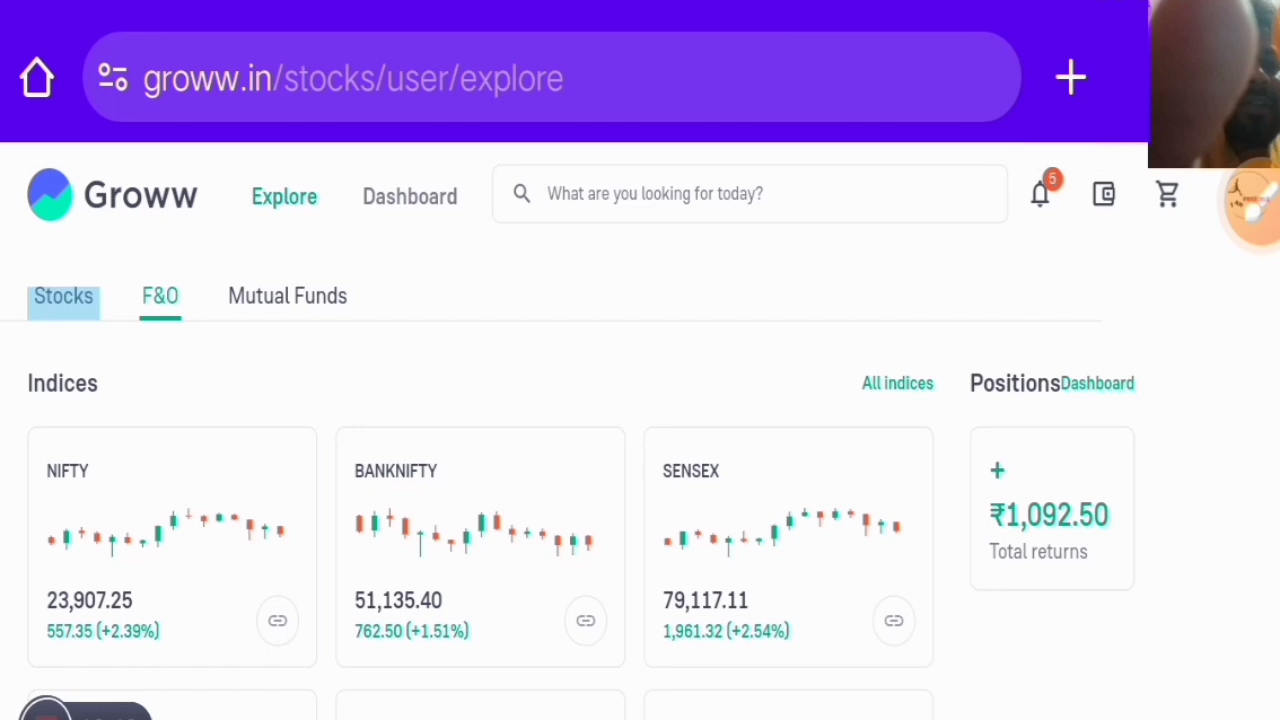 groww.in/stocks/user/explore
Groww
Explore
Dashboard
What are you looking for today?
5
Stocks
F&O
Mutual Funds
Indices
All indices
Positions
Dashboard
NIFTY
23,907.25
557.35 (+2.39%)
BANKNIFTY
51,135.40
762.50 (+1.51%)
SENSEX
79,117.11
1,961.32 (+2.54%)
+
₹1,092.50
Total returns